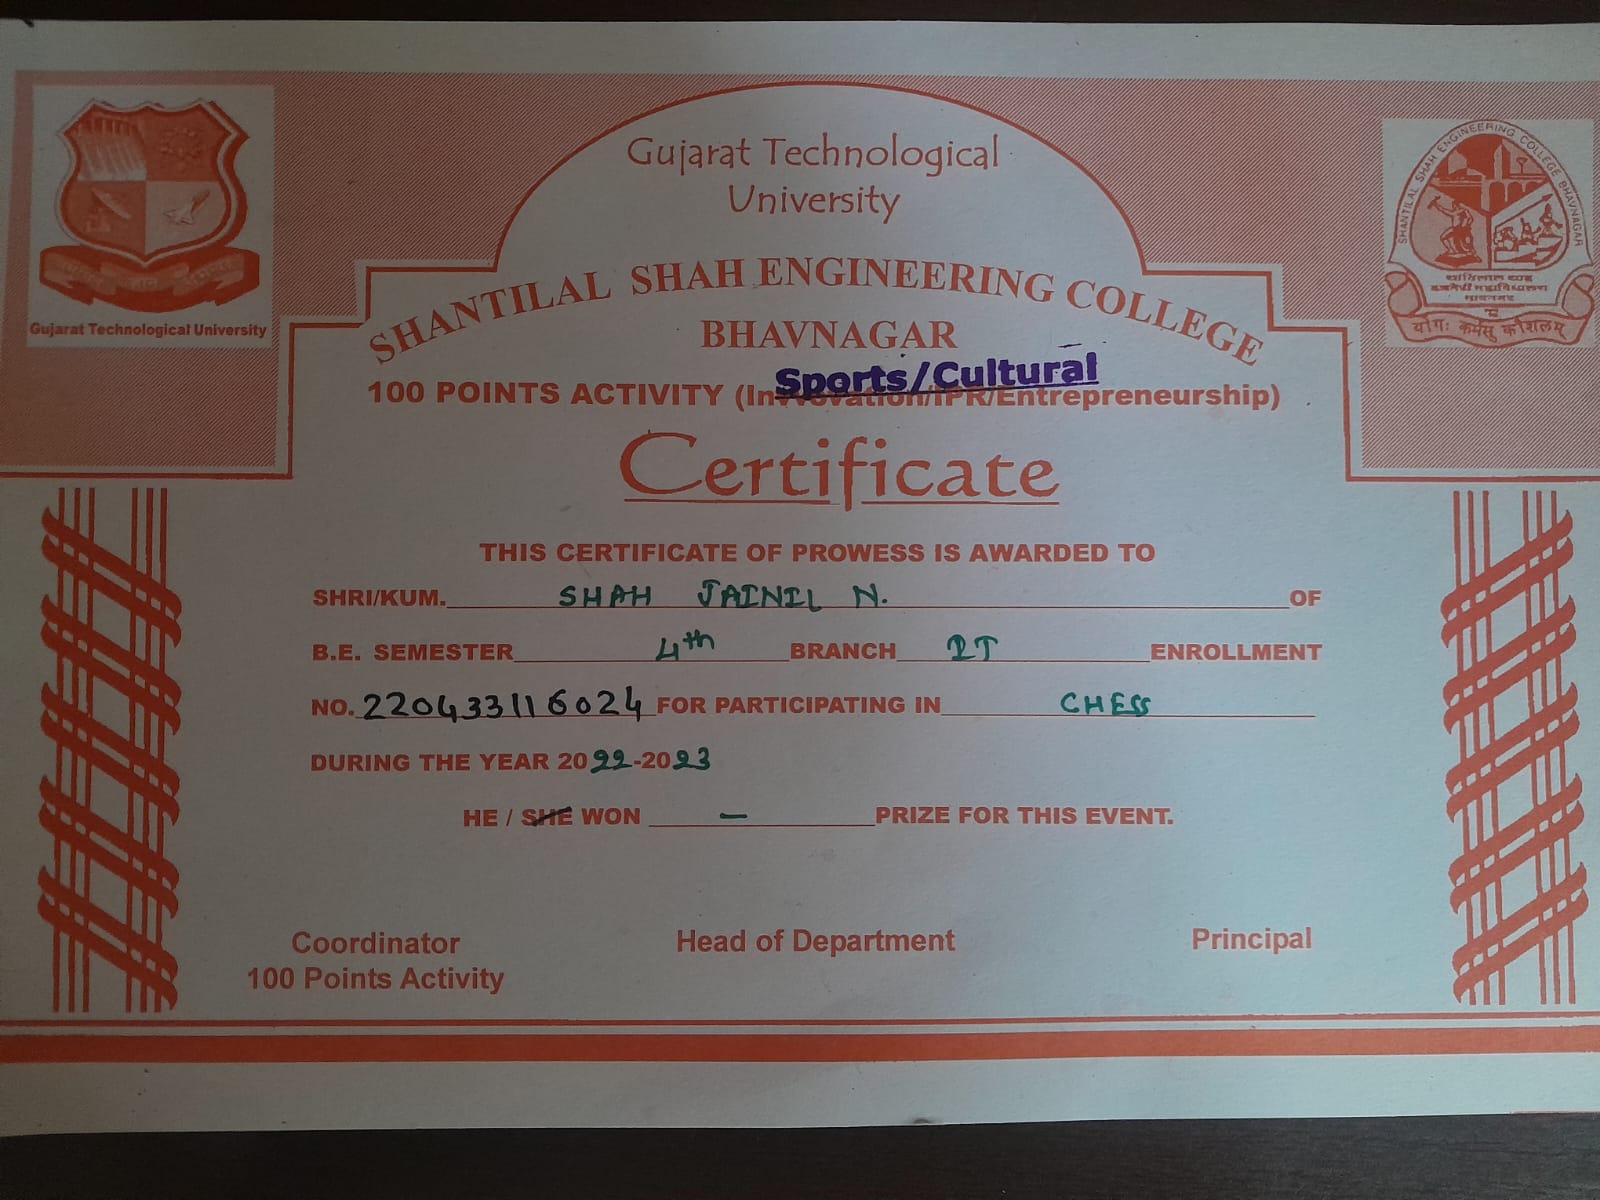 Gujarat Technological
University
Gujarat Technological University
SHANTILAL SHAH ENGINEERING COLLEGE BHAVNAGAR
योगः कर्मसु कौशलम्
SHANTILAL SHAH ENGINEERING COLLEGE
BHAVNAGAR
Sports/Cultural
100 POINTS ACTIVITY (Innovation/IPR/Entrepreneurship)
Certificate
THIS CERTIFICATE OF PROWESS IS AWARDED TO
SHRI/KUM. SHAH JAINIL N. OF
B.E. SEMESTER 4th BRANCH IT ENROLLMENT
NO. 220433116024 FOR PARTICIPATING IN CHESS
DURING THE YEAR 2022-2023
HE / SHE WON — PRIZE FOR THIS EVENT.
Coordinator Head of Department Principal
100 Points Activity